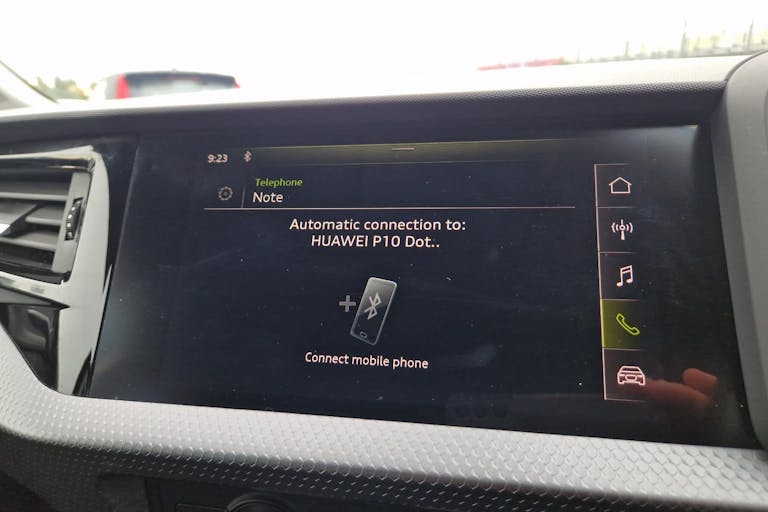 9:23
Telephone
Note
Automatic connection to:
HUAWEI P10 Dot..
Connect mobile phone